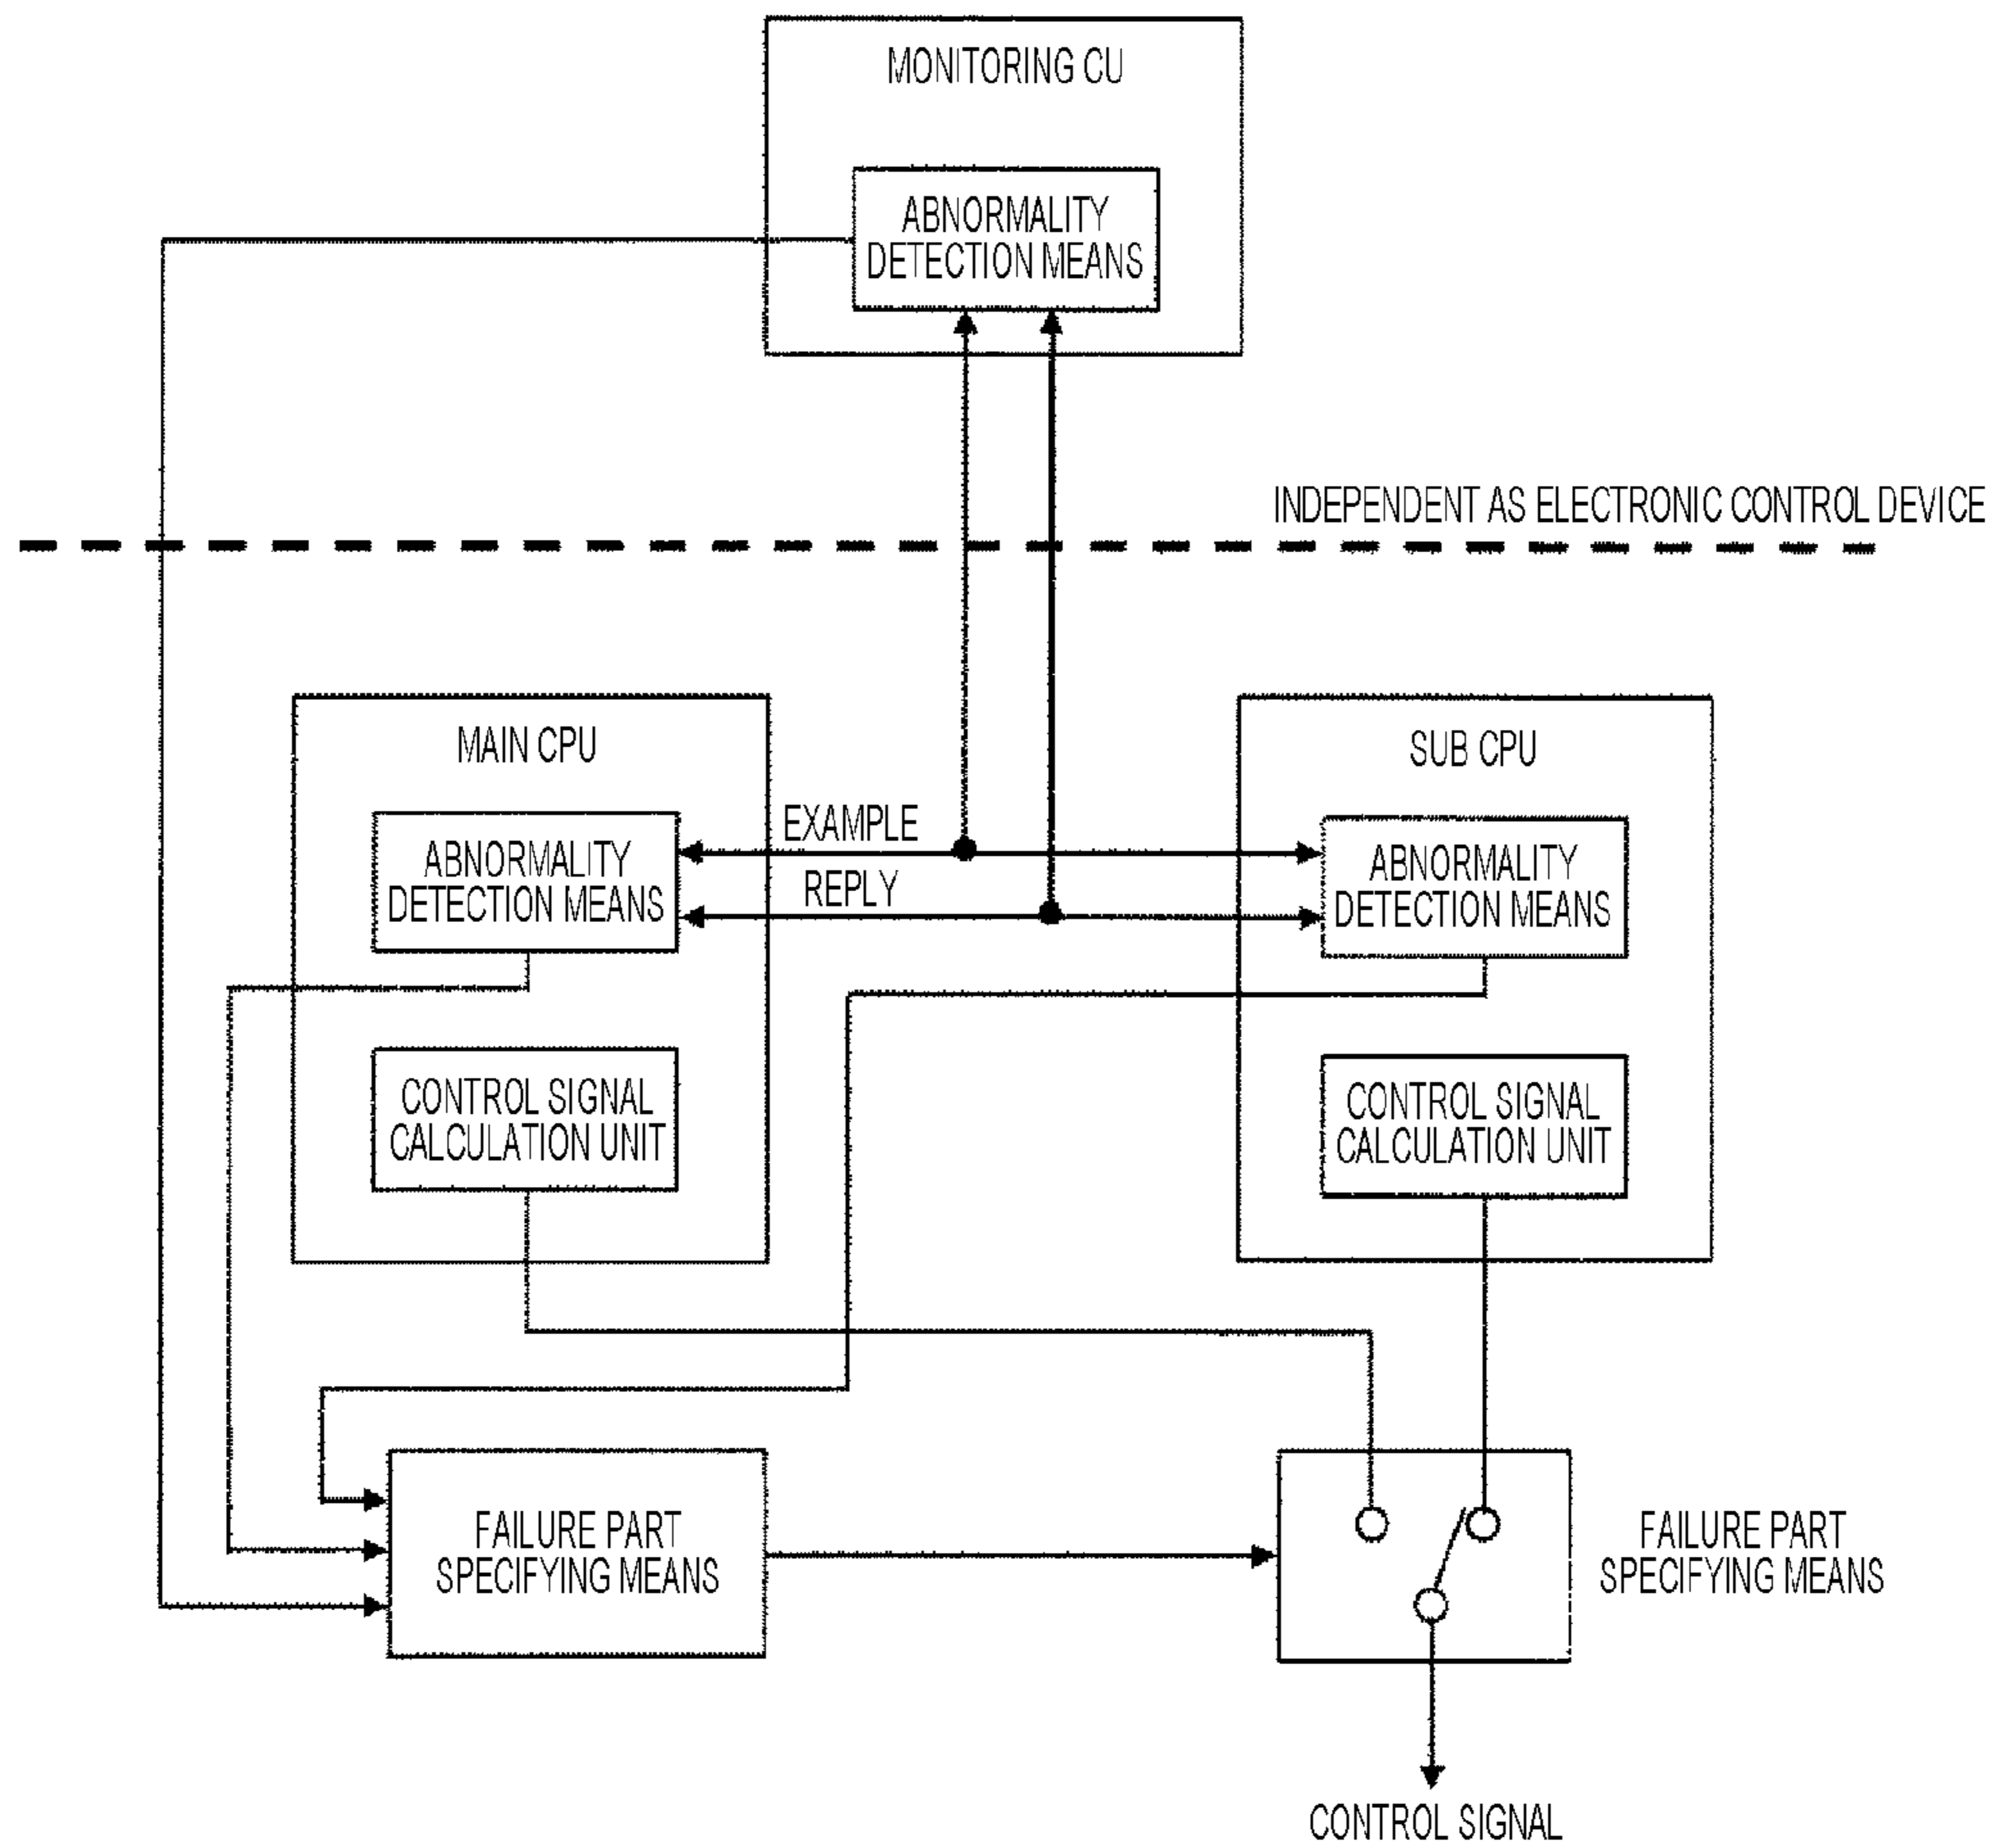 MONITORING CU
ABNORMALITY
DETECTION MEANS
INDEPENDENT AS ELECTRONIC CONTROL DEVICE
MAIN CPU
SUB CPU
EXAMPLE
ABNORMALITY
DETECTION MEANS
REPLY
ABNORMALITY
DETECTION MEANS
CONTROL SIGNAL
CALCULATION UNIT
CONTROL SIGNAL
CALCULATION UNIT
FAILURE PART
SPECIFYING MEANS
FAILURE PART
SPECIFYING MEANS
CONTROL SIGNAL